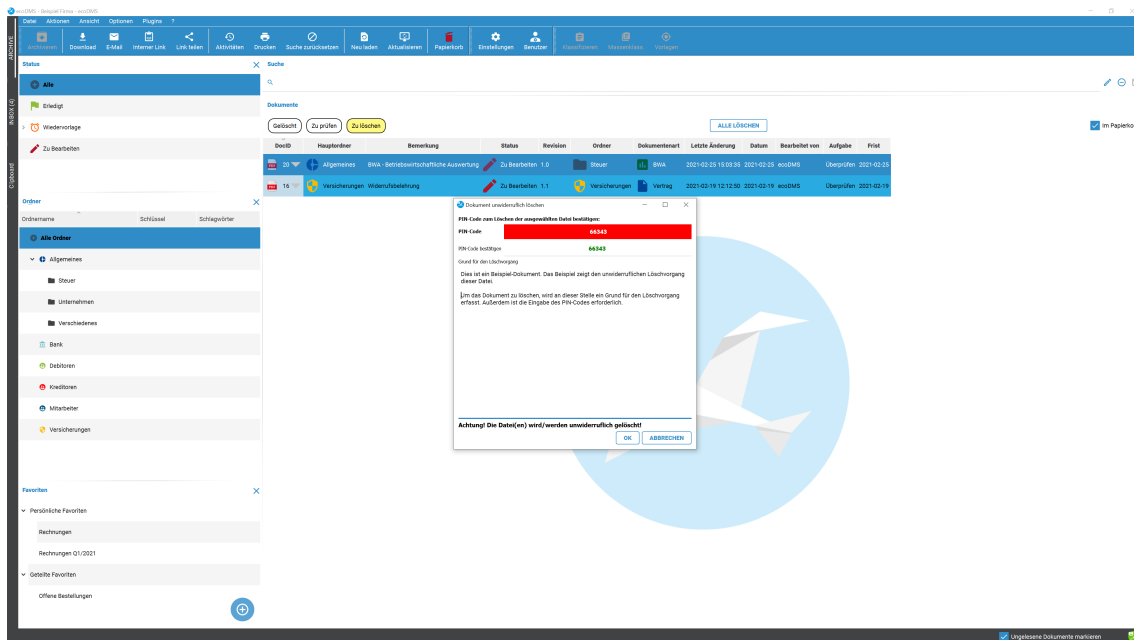 ecoDMS - Beispiel Firma - ecoDMS
Datei Aktionen Ansicht Optionen Plugins ?
Archivieren Download E-Mail Interner Link Link teilen Aktivitäten Drucken Suche zurücksetzen Neu laden Aktualisieren Papierkorb Einstellungen Benutzer Klassifizieren Massenklass. Vorlagen
ARCHIVE
INBOX (4)
Clipboard
Status
Alle
Erledigt
Wiedervorlage
Zu Bearbeiten
Ordner
Ordnername Schlüssel Schlagwörter
Alle Ordner
Allgemeines
Steuer
Unternehmen
Verschiedenes
Bank
Debitoren
Kreditoren
Mitarbeiter
Versicherungen
Favoriten
Persönliche Favoriten
Rechnungen
Rechnungen Q1/2021
Geteilte Favoriten
Offene Bestellungen
Suche
Dokumente
Gelöscht Zu prüfen Zu löschen ALLE LÖSCHEN Im Papierko
DocID Hauptordner Bemerkung Status Revision Ordner Dokumentenart Letzte Änderung Datum Bearbeitet von Aufgabe Frist
20 Allgemeines BWA - Betriebswirtschaftliche Auswertung Zu Bearbeiten 1.0 Steuer BWA 2021-02-25 15:03:35 2021-02-25 ecoDMS Überprüfen 2021-02-25
16 Versicherungen Widerrufsbelehrung Zu Bearbeiten 1.1 Versicherungen Vertrag 2021-02-19 12:12:50 2021-02-19 ecoDMS Überprüfen 2021-02-19
Dokument unwiderruflich löschen
PIN-Code zum Löschen der ausgewählten Datei bestätigen:
PIN-Code 66343
PIN-Code bestätigen 66343
Grund für den Löschvorgang
Dies ist ein Beispiel-Dokument. Das Beispiel zeigt den unwiderruflichen Löschvorgang
dieser Datei.
Um das Dokument zu löschen, wird an dieser Stelle ein Grund für den Löschvorgang
erfasst. Außerdem ist die Eingabe des PIN-Codes erforderlich.
Achtung! Die Datei(en) wird/werden unwiderruflich gelöscht!
OK ABBRECHEN
Ungelesene Dokumente markieren